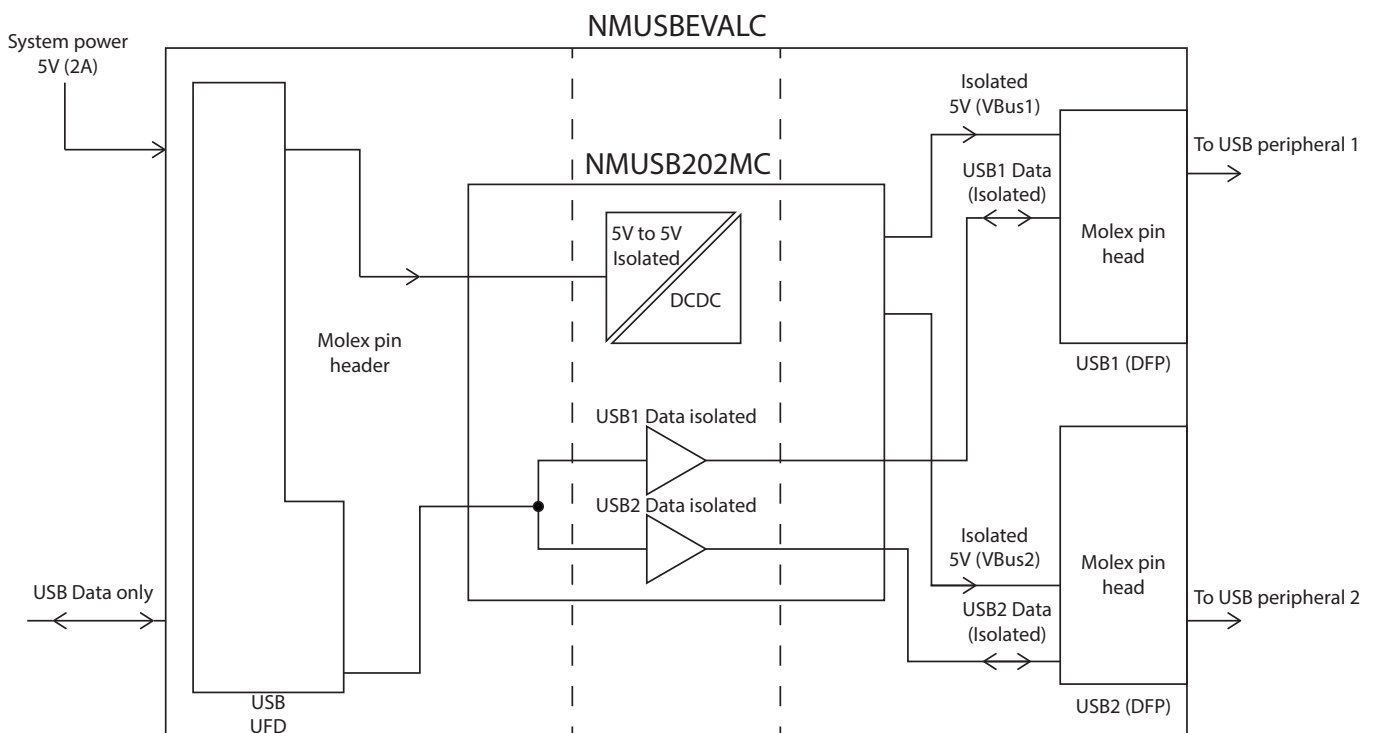 NMUSBEVALC
System power
5V (2A)
Isolated
5V (VBus1)
To USB peripheral 1
NMUSB202MC
USB1 Data
(Isolated)
5V to 5V
Isolated
DCDC
Molex pin
head
Molex pin
header
USB1 (DFP)
USB1 Data isolated
USB2 Data isolated
Isolated
5V (VBus2)
Molex pin
head
USB Data only
USB2 Data
(Isolated)
To USB peripheral 2
USB
UFD
USB2 (DFP)